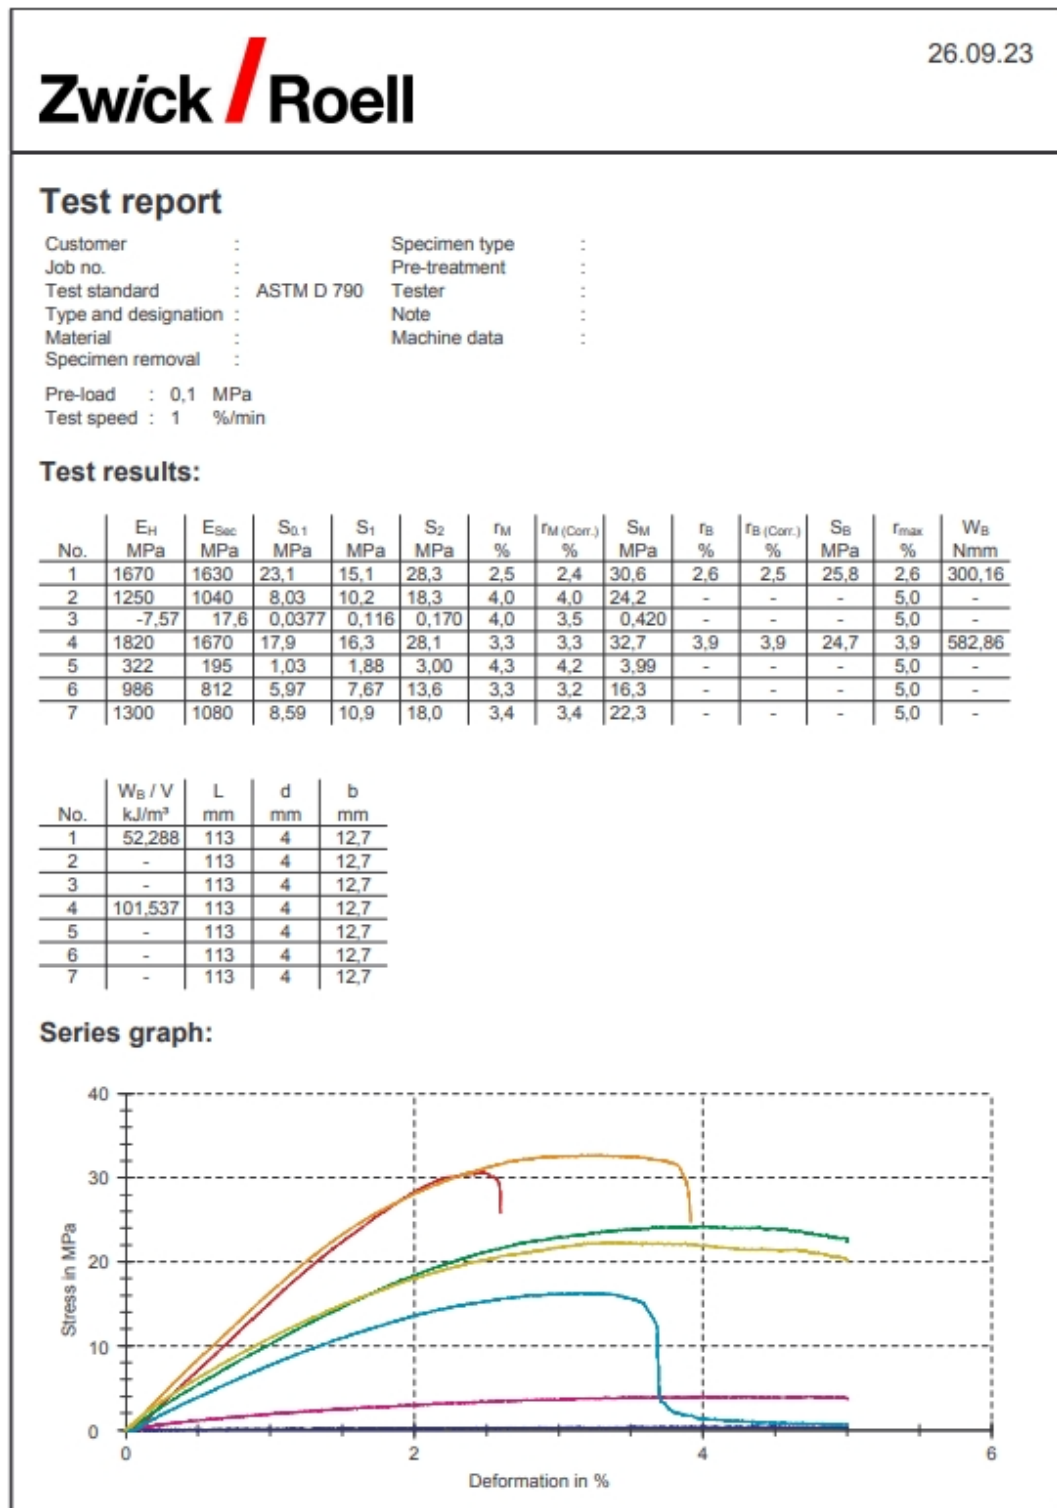 26.09.23
Zwick / Roell
Test report
Customer : Specimen type :
Job no. : Pre-treatment :
Test standard : ASTM D 790 Tester :
Type and designation : Note :
Material : Machine data :
Specimen removal :
Pre-load : 0,1 MPa
Test speed : 1 %/min
Test results:
EH ESec S0.1 S1 S2 rM rM (Corr.) SM rB rB (Corr.) SB rmax WB
No. MPa MPa MPa MPa MPa % % MPa % % MPa % Nmm
1 1670 1630 23,1 15,1 28,3 2,5 2,4 30,6 2,6 2,5 25,8 2,6 300,16
2 1250 1040 8,03 10,2 18,3 4,0 4,0 24,2 - - - 5,0 -
3 -7,57 17,6 0,0377 0,116 0,170 4,0 3,5 0,420 - - - 5,0 -
4 1820 1670 17,9 16,3 28,1 3,3 3,3 32,7 3,9 3,9 24,7 3,9 582,86
5 322 195 1,03 1,88 3,00 4,3 4,2 3,99 - - - 5,0 -
6 986 812 5,97 7,67 13,6 3,3 3,2 16,3 - - - 5,0 -
7 1300 1080 8,59 10,9 18,0 3,4 3,4 22,3 - - - 5,0 -
WB / V L d b
No. kJ/m³ mm mm mm
1 52,288 113 4 12,7
2 - 113 4 12,7
3 - 113 4 12,7
4 101,537 113 4 12,7
5 - 113 4 12,7
6 - 113 4 12,7
7 - 113 4 12,7
Series graph:
40
30
20
10
0
Stress in MPa
0 2 4 6
Deformation in %